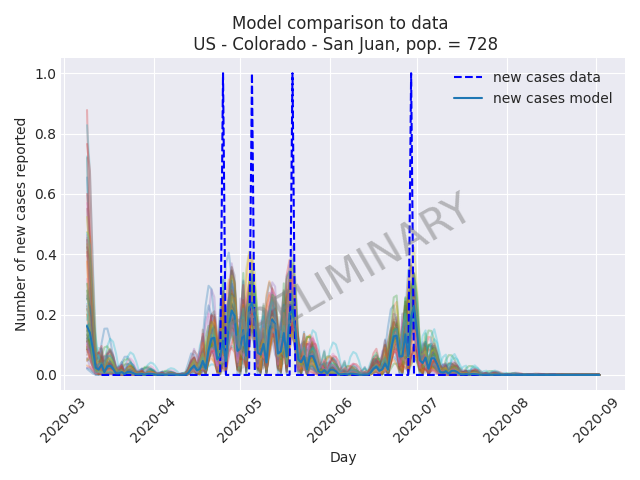 Model comparison to data
US - Colorado - San Juan, pop. = 728
new cases data
new cases model
Number of new cases reported
1.0
0.8
0.6
0.4
0.2
0.0
2020-03
2020-04
2020-05
2020-06
2020-07
2020-08
2020-09
Day